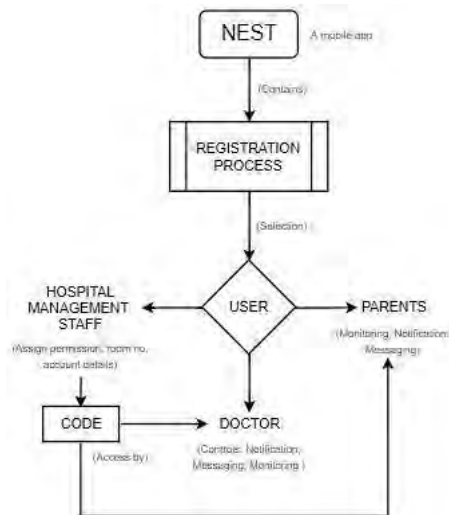 NEST
A mobile app
(Contains)
REGISTRATION
PROCESS
(Selection)
HOSPITAL
MANAGEMENT
STAFF
USER
PARENTS
(Assign permission, room no,
account details)
(Monitoring, Notification,
Messaging)
CODE
DOCTOR
(Access by)
(Controls, Notification,
Messaging, Monitoring )